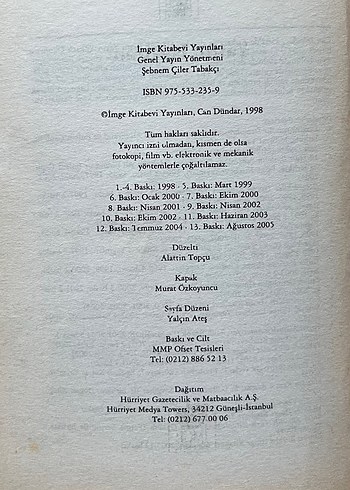 İmge Kitabevi Yayınları
Genel Yayın Yönetmeni
Şebnem Çiler Tabakçı
ISBN 975-533-235-9
©İmge Kitabevi Yayınları, Can Dündar, 1998
Tüm hakları saklıdır.
Yayıncı izni olmadan, kısmen de olsa
fotokopi, film vb. elektronik ve mekanik
yöntemlerle çoğaltılamaz.
1.-4. Baskı: 1998 - 5. Baskı: Mart 1999
6. Baskı: Ocak 2000 - 7. Baskı: Ekim 2000
8. Baskı: Nisan 2001 - 9. Baskı: Nisan 2002
10. Baskı: Ekim 2002 - 11. Baskı: Haziran 2003
12. Baskı: Temmuz 2004 - 13. Baskı: Ağustos 2005
Düzelti
Alattin Topçu
Kapak
Murat Özkoyuncu
Sayfa Düzeni
Yalçın Ateş
Baskı ve Cilt
MMP Ofset Tesisleri
Tel: (0212) 886 52 13
Dağıtım
Hürriyet Gazetecilik ve Matbaacılık A.Ş.
Hürriyet Medya Towers, 34212 Güneşli-İstanbul
Tel: (0212) 677 00 06